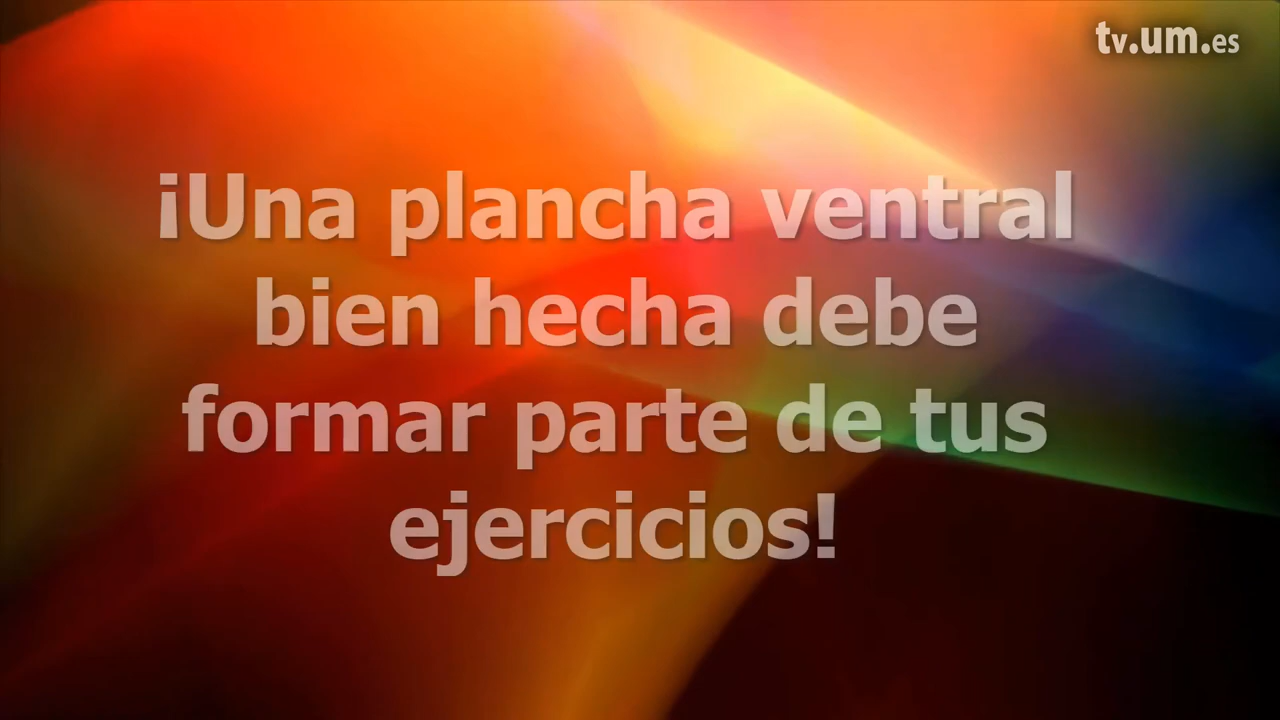 tv.um.es
¡Una plancha ventral
bien hecha debe
formar parte de tus
ejercicios!